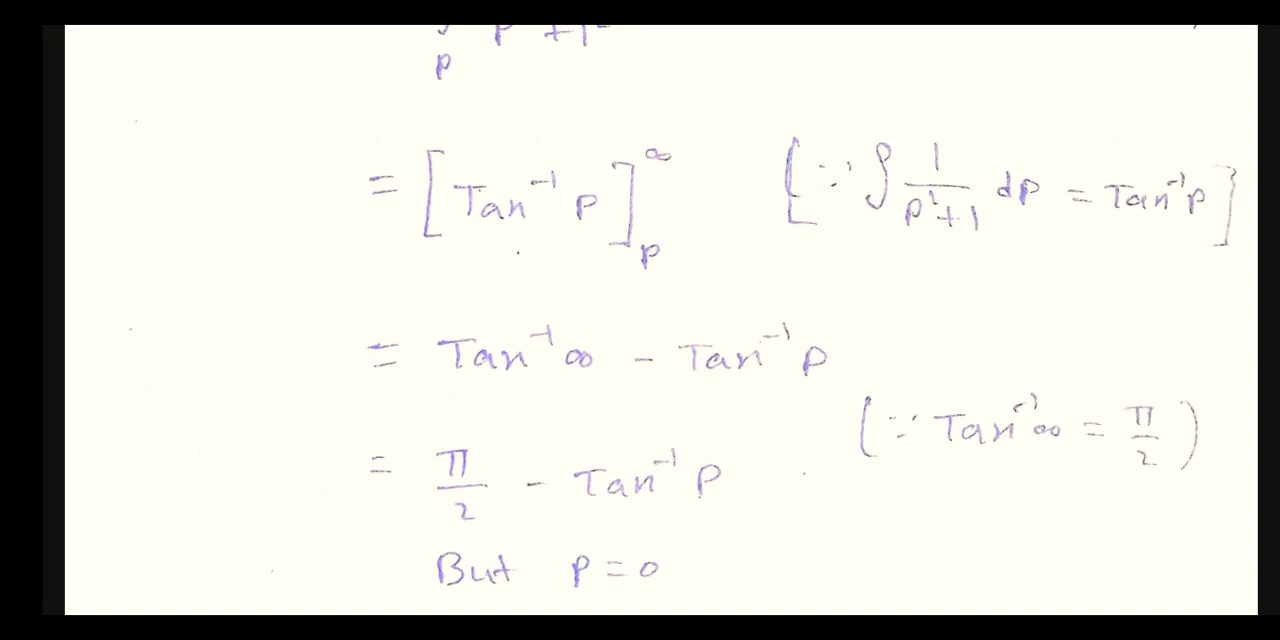 p
= [Tan⁻¹ p]ₚ^∞ [∵ ∫ 1/(p²+1) dp = Tan⁻¹p]
= Tan⁻¹ ∞ - Tan⁻¹ p
(∵ Tan⁻¹ ∞ = π/2)
= π/2 - Tan⁻¹ p
But p = 0